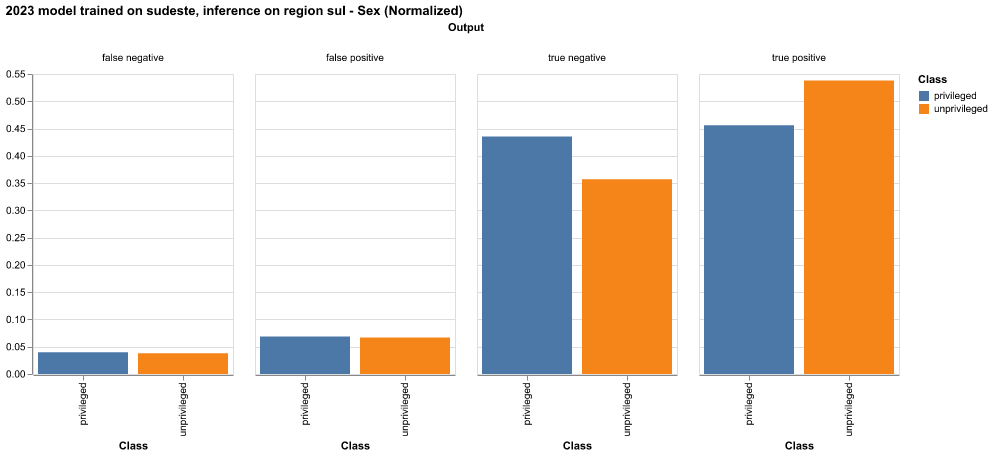 2023 model trained on sudeste, inference on region sul - Sex (Normalized)
Output
false negative
false positive
true negative
true positive
0.55
0.50
0.45
0.40
0.35
0.30
0.25
0.20
0.15
0.10
0.05
0.00
privileged
unprivileged
privileged
unprivileged
privileged
unprivileged
privileged
unprivileged
Class
Class
Class
Class
Class
privileged
unprivileged